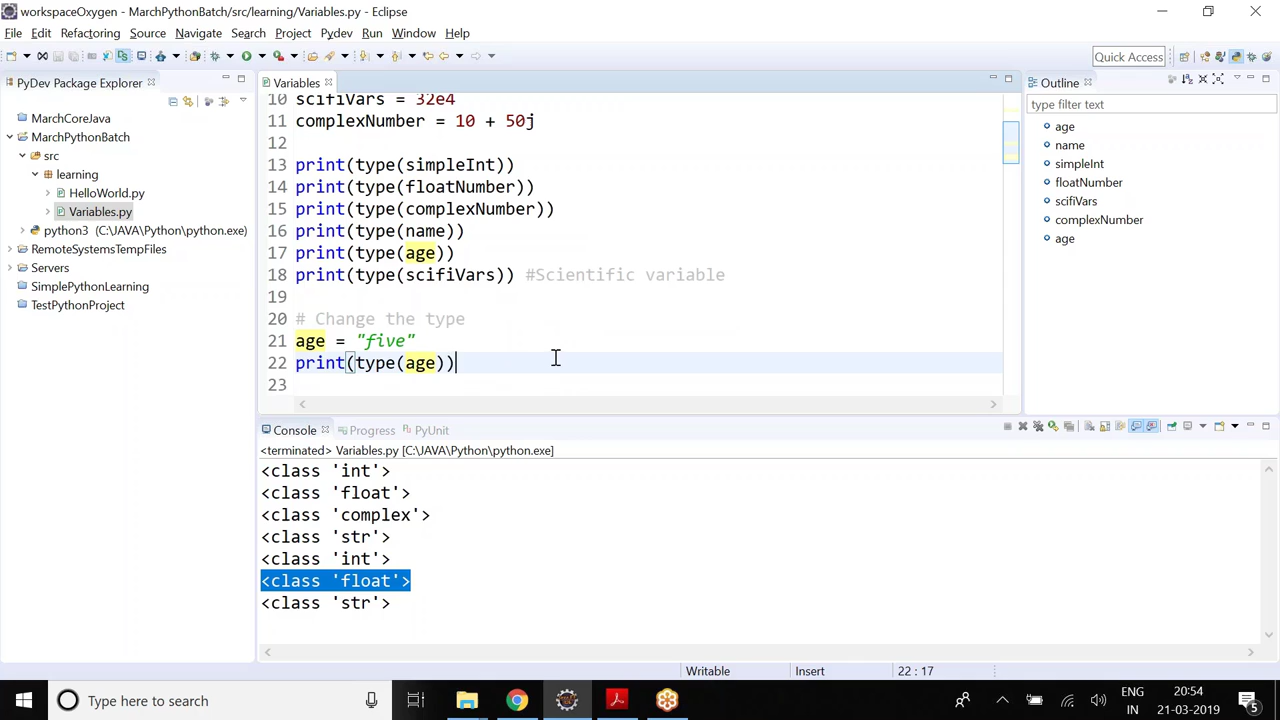 workspaceOxygen - MarchPythonBatch/src/learning/Variables.py - Eclipse
File Edit Refactoring Source Navigate Search Project Pydev Run Window Help
Quick Access
PyDev Package Explorer
MarchCoreJava
MarchPythonBatch
src
learning
HelloWorld.py
Variables.py
python3 (C:\JAVA\Python\python.exe)
RemoteSystemsTempFiles
Servers
SimplePythonLearning
TestPythonProject
Variables
10 scifiVars = 32e4
11 complexNumber = 10 + 50j
12
13 print(type(simpleInt))
14 print(type(floatNumber))
15 print(type(complexNumber))
16 print(type(name))
17 print(type(age))
18 print(type(scifiVars)) #Scientific variable
19
20 # Change the type
21 age = "five"
22 print(type(age))
23
Outline
type filter text
age
name
simpleInt
floatNumber
scifiVars
complexNumber
age
Console Progress PyUnit
<terminated> Variables.py [C:\JAVA\Python\python.exe]
<class 'int'>
<class 'float'>
<class 'complex'>
<class 'str'>
<class 'int'>
<class 'float'>
<class 'str'>
Writable Insert 22 : 17
Type here to search
ENG
IN
20:54
21-03-2019
5